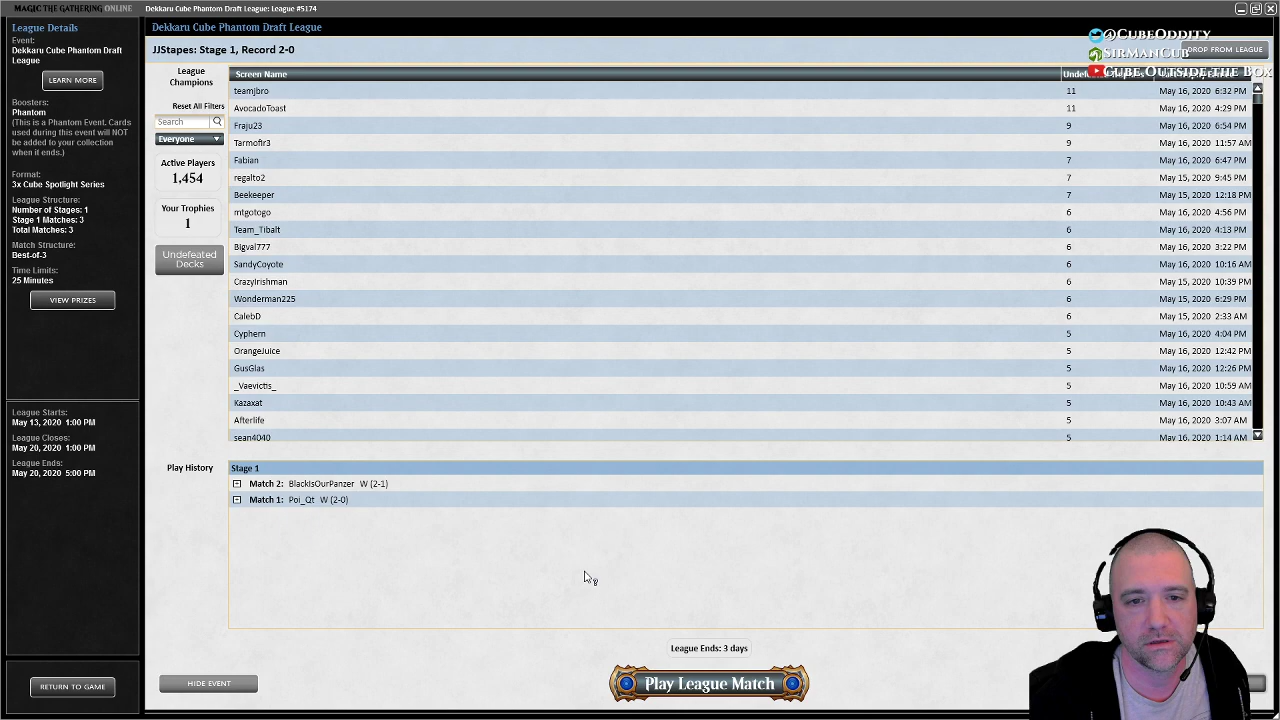 MAGIC THE GATHERING ONLINE
Dekkaru Cube Phantom Draft League: League #5174
League Details
Event:
Dekkaru Cube Phantom Draft
League
LEARN MORE
Boosters:
Phantom
(This is a Phantom Event. Cards
used during this event will NOT
be added to your collection
when it ends.)
Format:
3x Cube Spotlight Series
League Structure:
Number of Stages: 1
Stage 1 Matches: 3
Total Matches: 3
Match Structure:
Best-of-3
Time Limits:
25 Minutes
VIEW PRIZES
League Starts:
May 13, 2020 1:00 PM
League Closes:
May 20, 2020 1:00 PM
League Ends:
May 20, 2020 5:00 PM
RETURN TO GAME
Dekkaru Cube Phantom Draft League
JJStapes: Stage 1, Record 2-0
@CubeOddity
SirManCub
Cube Outside the Box
DROP FROM LEAGUE
League
Champions
Reset All Filters
Search
Everyone
Active Players
1,454
Your Trophies
1
Undefeated
Decks
Screen Name
teamjbro 11 May 16, 2020 6:32 PM
AvocadoToast 11 May 16, 2020 4:29 PM
Fraju23 9 May 16, 2020 6:54 PM
Tarmofir3 9 May 16, 2020 11:57 AM
Fabian 7 May 16, 2020 6:47 PM
regalto2 7 May 15, 2020 9:45 PM
Beekeeper 7 May 15, 2020 12:18 PM
mtgotogo 6 May 16, 2020 4:56 PM
Team_Tibalt 6 May 16, 2020 4:13 PM
Bigval777 6 May 16, 2020 3:22 PM
SandyCoyote 6 May 16, 2020 10:16 AM
CrazyIrishman 6 May 15, 2020 10:39 PM
Wonderman225 6 May 15, 2020 6:29 PM
CalebD 6 May 15, 2020 2:33 AM
Cyphern 5 May 16, 2020 4:04 PM
OrangeJuice 5 May 16, 2020 12:42 PM
GusGlas 5 May 16, 2020 12:26 PM
_Vaevictis_ 5 May 16, 2020 10:59 AM
Kazaxat 5 May 16, 2020 10:43 AM
Afterlife 5 May 16, 2020 3:07 AM
sean4040 5 May 16, 2020 1:14 AM
Play History
Stage 1
Match 2: BlackIsOurPanzer W (2-1)
Match 1: Poi_Qt W (2-0)
League Ends: 3 days
HIDE EVENT
Play League Match